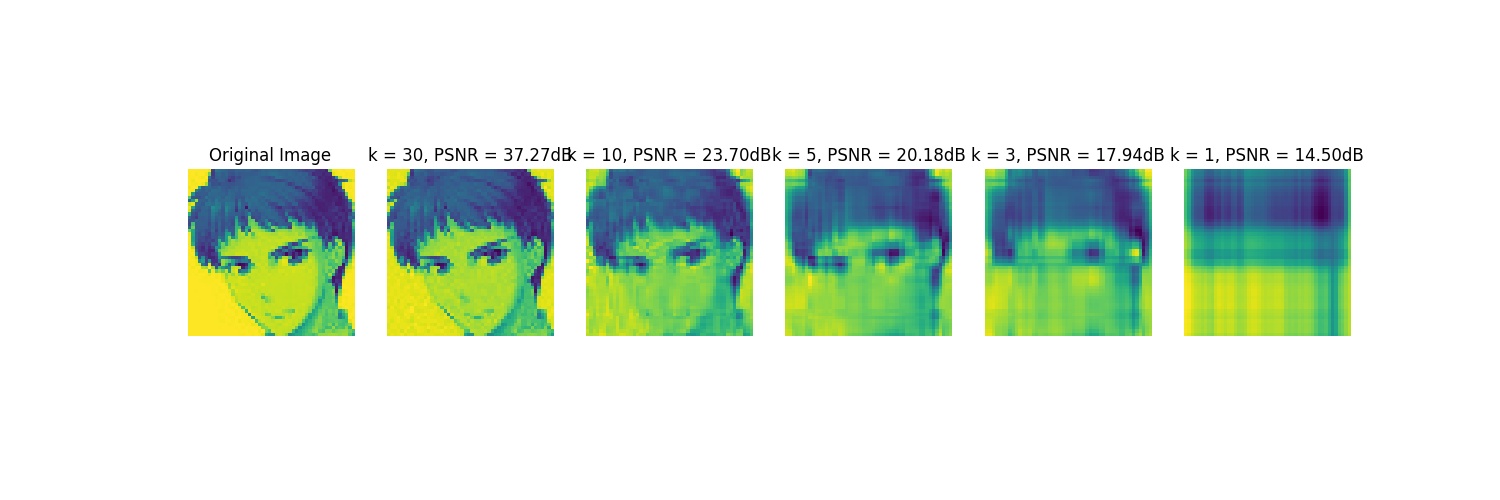 Original Image
k = 30, PSNR = 37.27dB
k = 10, PSNR = 23.70dB
k = 5, PSNR = 20.18dB
k = 3, PSNR = 17.94dB
k = 1, PSNR = 14.50dB